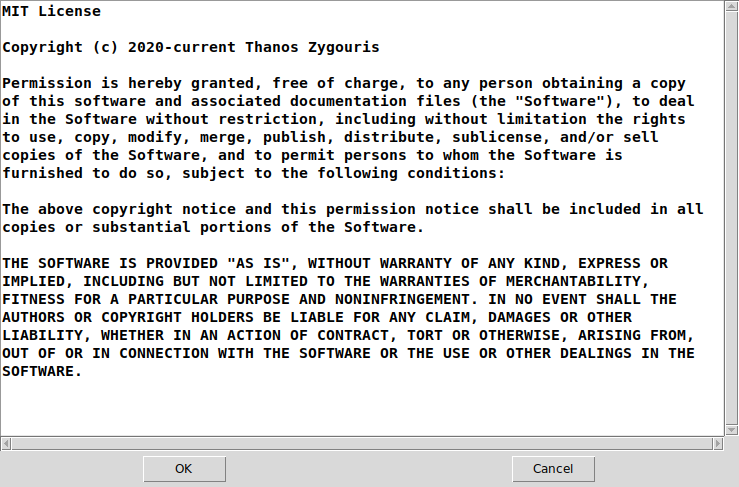 MIT License
Copyright (c) 2020-current Thanos Zygouris
Permission is hereby granted, free of charge, to any person obtaining a copy
of this software and associated documentation files (the "Software"), to deal
in the Software without restriction, including without limitation the rights
to use, copy, modify, merge, publish, distribute, sublicense, and/or sell
copies of the Software, and to permit persons to whom the Software is
furnished to do so, subject to the following conditions:
The above copyright notice and this permission notice shall be included in all
copies or substantial portions of the Software.
THE SOFTWARE IS PROVIDED "AS IS", WITHOUT WARRANTY OF ANY KIND, EXPRESS OR
IMPLIED, INCLUDING BUT NOT LIMITED TO THE WARRANTIES OF MERCHANTABILITY,
FITNESS FOR A PARTICULAR PURPOSE AND NONINFRINGEMENT. IN NO EVENT SHALL THE
AUTHORS OR COPYRIGHT HOLDERS BE LIABLE FOR ANY CLAIM, DAMAGES OR OTHER
LIABILITY, WHETHER IN AN ACTION OF CONTRACT, TORT OR OTHERWISE, ARISING FROM,
OUT OF OR IN CONNECTION WITH THE SOFTWARE OR THE USE OR OTHER DEALINGS IN THE
SOFTWARE.
OK
Cancel